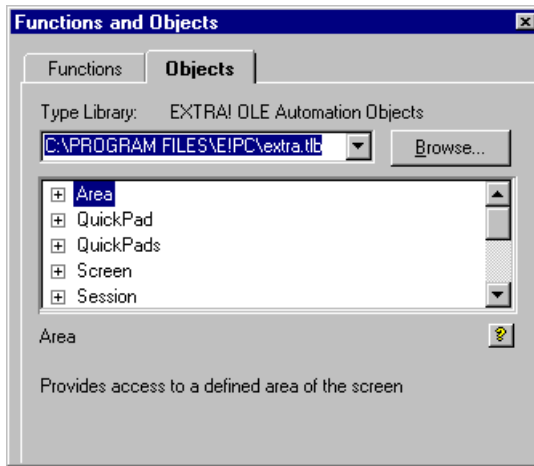 Functions and Objects
Functions Objects
Type Library: EXTRA! OLE Automation Objects
C:\PROGRAM FILES\E!PC\extra.tlb Browse...
Area
QuickPad
QuickPads
Screen
Session
Area
Provides access to a defined area of the screen